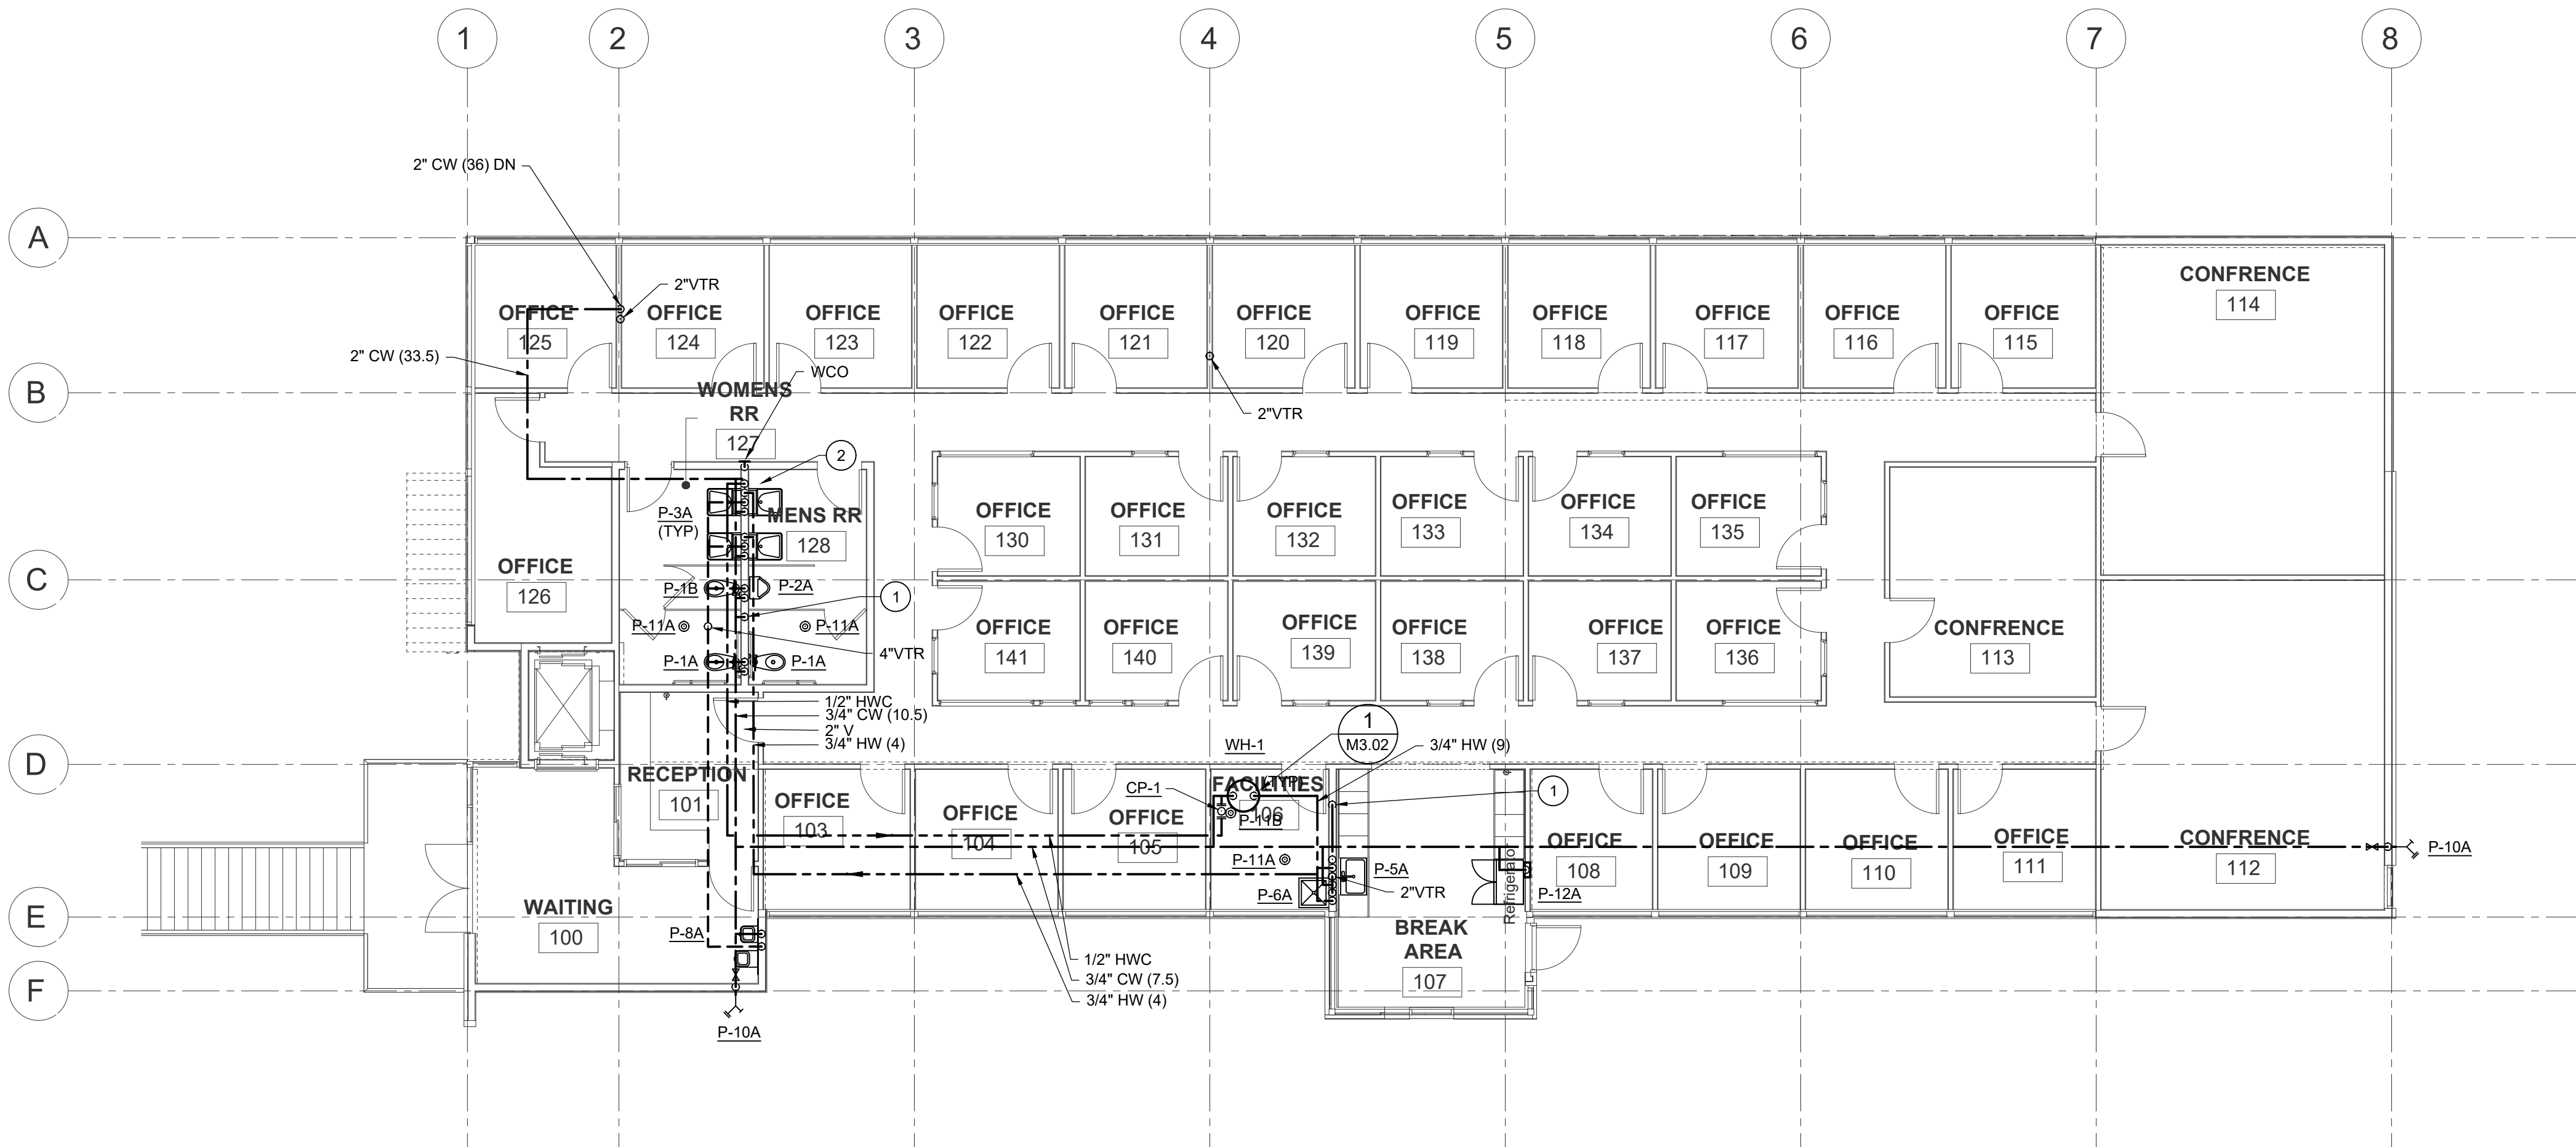 1
2
3
4
5
6
7
8
A
B
C
D
E
F
2" CW (36) DN
2"VTR
2" CW (33.5)
OFFICE
125
OFFICE
124
OFFICE
123
OFFICE
122
OFFICE
121
OFFICE
120
OFFICE
119
OFFICE
118
OFFICE
117
OFFICE
116
OFFICE
115
CONFRENCE
114
WCO
WOMENS
RR
127
2"VTR
2
P-3A
(TYP)
MENS RR
128
OFFICE
126
P-1B
P-2A
1
P-11A
P-11A
4"VTR
P-1A
P-1A
OFFICE
130
OFFICE
131
OFFICE
132
OFFICE
133
OFFICE
134
OFFICE
135
OFFICE
141
OFFICE
140
OFFICE
139
OFFICE
138
OFFICE
137
OFFICE
136
CONFRENCE
113
1/2" HWC
3/4" CW (10.5)
2" V
3/4" HW (4)
1
M3.02
WH-1
3/4" HW (9)
RECEPTION
101
CP-1
FACILITIES
(TYP)
106
P-11B
1
OFFICE
103
OFFICE
104
OFFICE
105
P-11A
P-5A
P-6A
2"VTR
Refrigerator
P-12A
OFFICE
108
OFFICE
109
OFFICE
110
OFFICE
111
CONFRENCE
112
P-10A
WAITING
100
P-8A
BREAK
AREA
107
1/2" HWC
3/4" CW (7.5)
3/4" HW (4)
P-10A